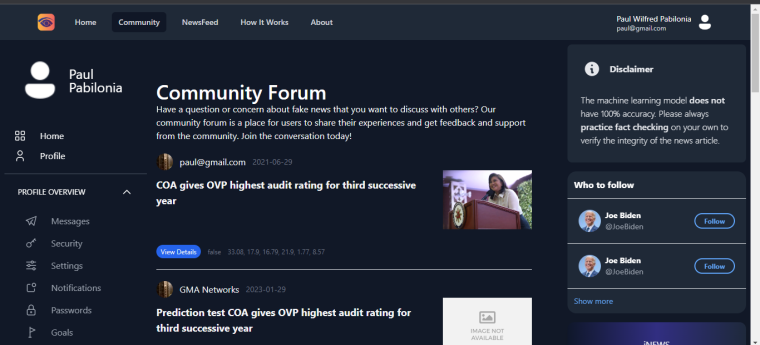 Home
Community
NewsFeed
How It Works
About
Paul Wilfred Pabilonia
paul@gmail.com
Paul
Pabilonia
Home
Profile
PROFILE OVERVIEW
Messages
Security
Settings
Notifications
Passwords
Goals
Community Forum
Have a question or concern about fake news that you want to discuss with others? Our
community forum is a place for users to share their experiences and get feedback and support
from the community. Join the conversation today!
paul@gmail.com 2021-06-29
COA gives OVP highest audit rating for third successive
year
View Details false 33.08, 17.9, 16.79, 21.9, 1.77, 8.57
GMA Networks 2023-01-29
Prediction test COA gives OVP highest audit rating for
third successive year
IMAGE NOT
AVAILABLE
Disclaimer
The machine learning model does not
have 100% accuracy. Please always
practice fact checking on your own to
verify the integrity of the news article.
Who to follow
Joe Biden
@JoeBiden
Follow
Joe Biden
@JoeBiden
Follow
Show more
iNEWS